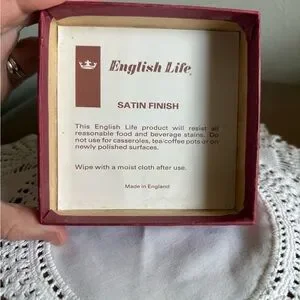 English Life
SATIN FINISH
This English Life product will resist all
reasonable food and beverage stains. Do
not use for casseroles, tea/coffee pots or on
newly polished surfaces.
Wipe with a moist cloth after use.
Made in England